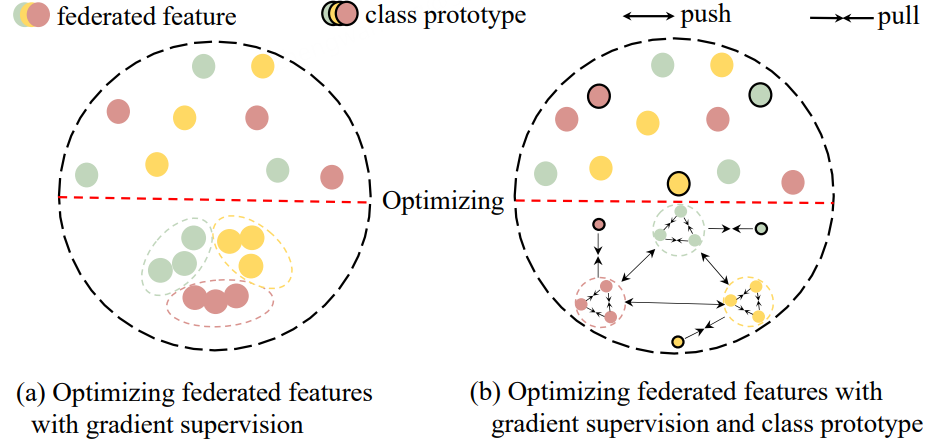 federated feature
class prototype
push
pull
Optimizing
(a) Optimizing federated features
with gradient supervision
(b) Optimizing federated features with
gradient supervision and class prototype